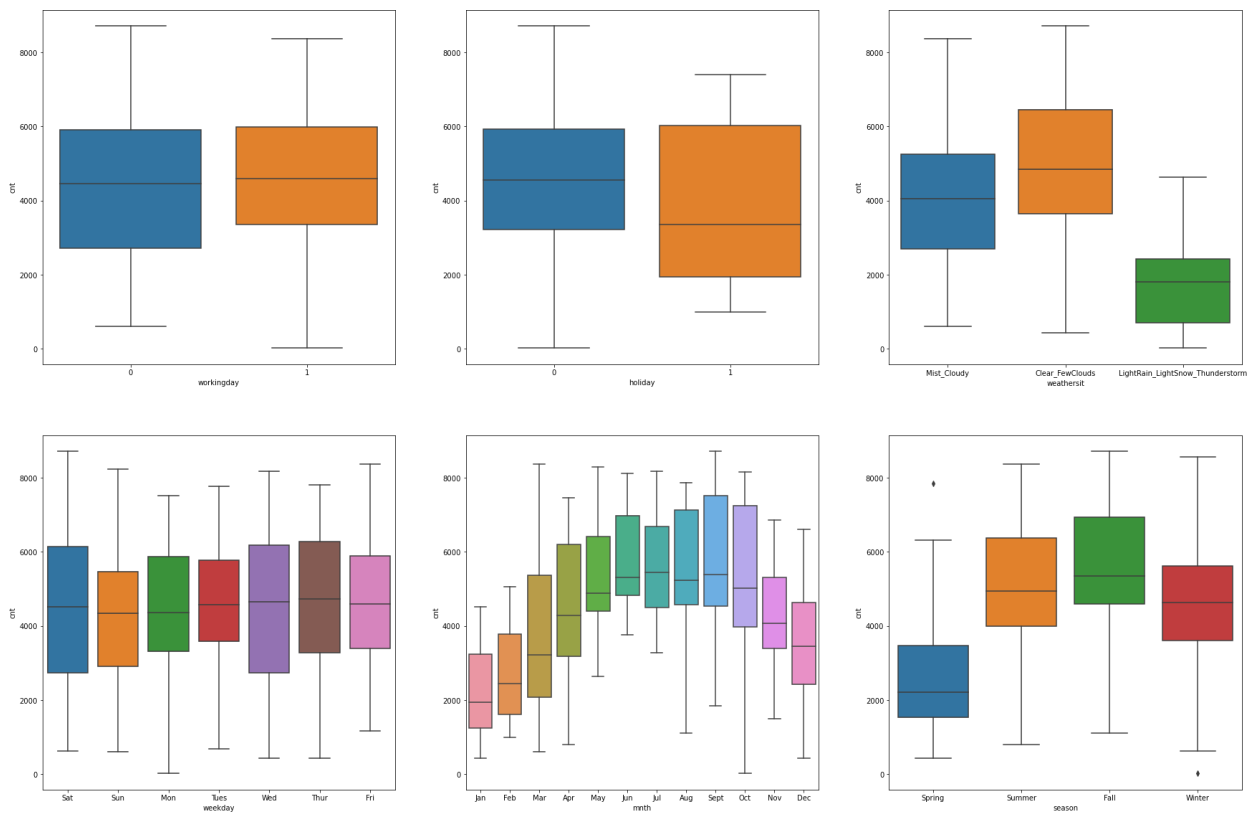 8000
6000
4000
2000
0
cnt
0 1
workingday
8000
6000
4000
2000
0
cnt
0 1
holiday
8000
6000
4000
2000
0
cnt
Mist_Cloudy Clear_FewClouds LightRain_LightSnow_Thunderstorm
weathersit
8000
6000
4000
2000
0
cnt
Sat Sun Mon Tues Wed Thur Fri
weekday
8000
6000
4000
2000
0
cnt
Jan Feb Mar Apr May Jun Jul Aug Sept Oct Nov Dec
mnth
8000
6000
4000
2000
0
cnt
Spring Summer Fall Winter
season